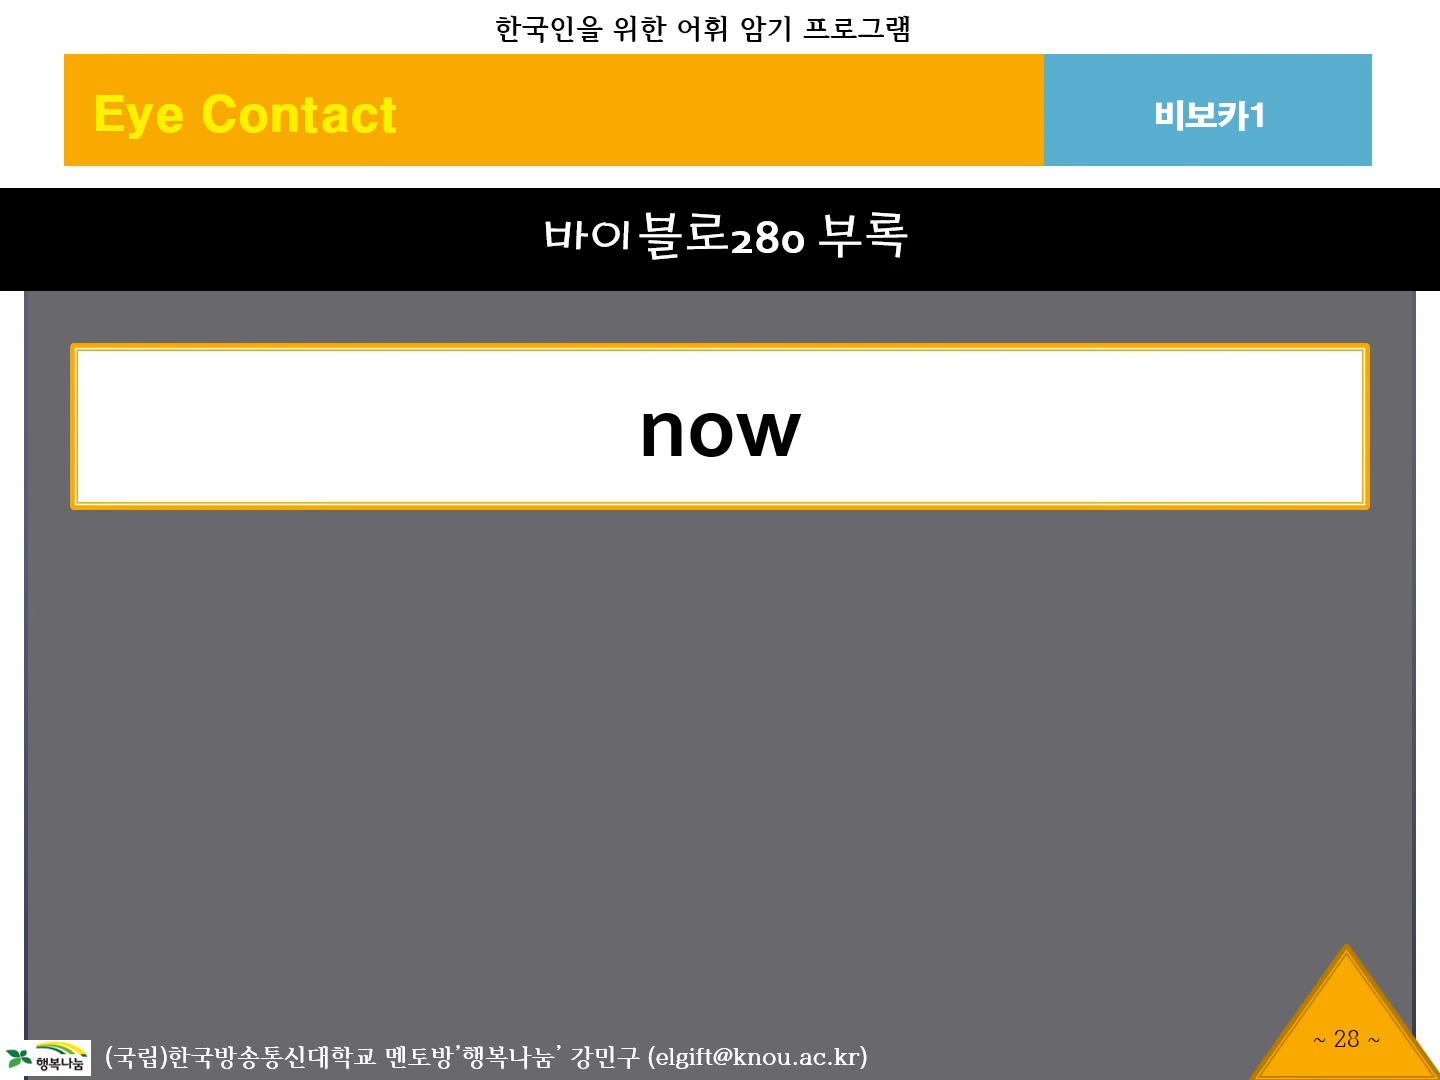 한국인을 위한 어휘 암기 프로그램
Eye Contact
비보카1
바이블로280 부록
now
~ 28 ~
행복나눔
(국립)한국방송통신대학교 멘토방’행복나눔’ 강민구 (elgift@knou.ac.kr)